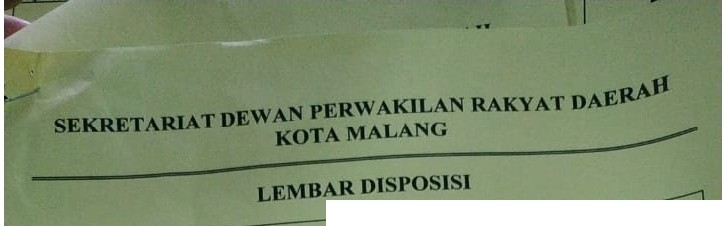 SEKRETARIAT DEWAN PERWAKILAN RAKYAT DAERAH
KOTA MALANG
LEMBAR DISPOSISI